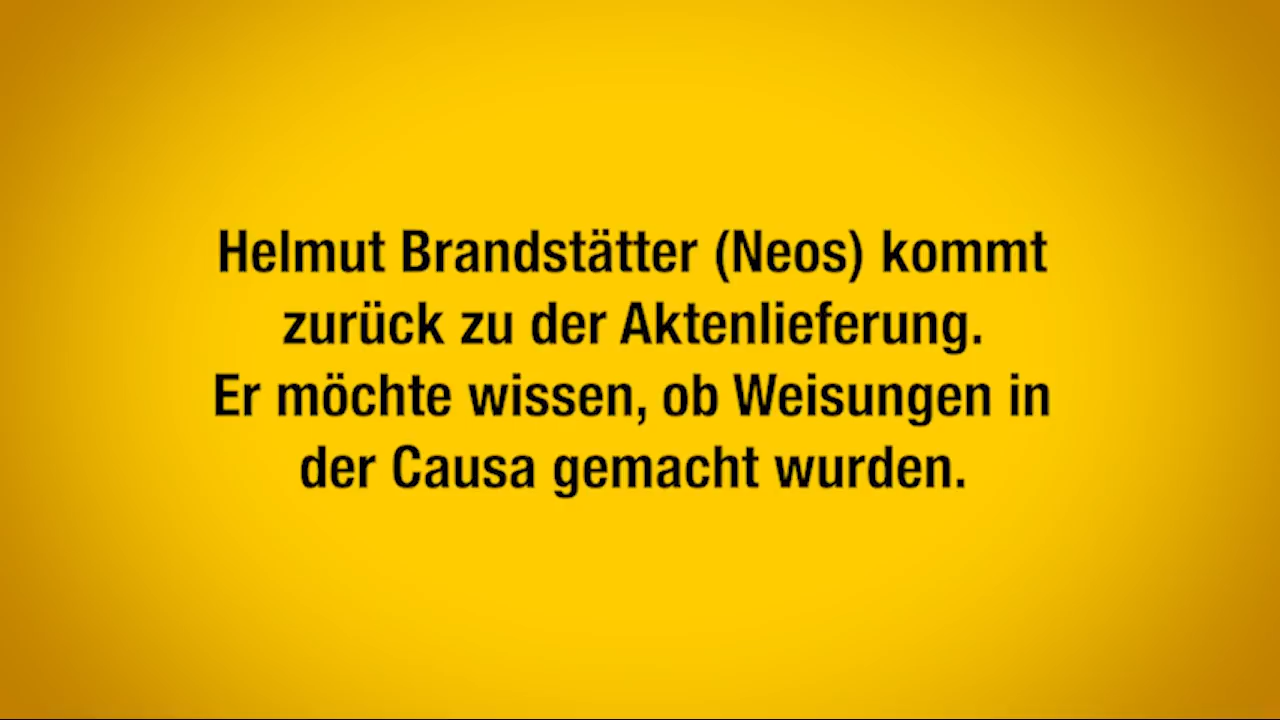 Helmut Brandstätter (Neos) kommt
zurück zu der Aktenlieferung.
Er möchte wissen, ob Weisungen in
der Causa gemacht wurden.